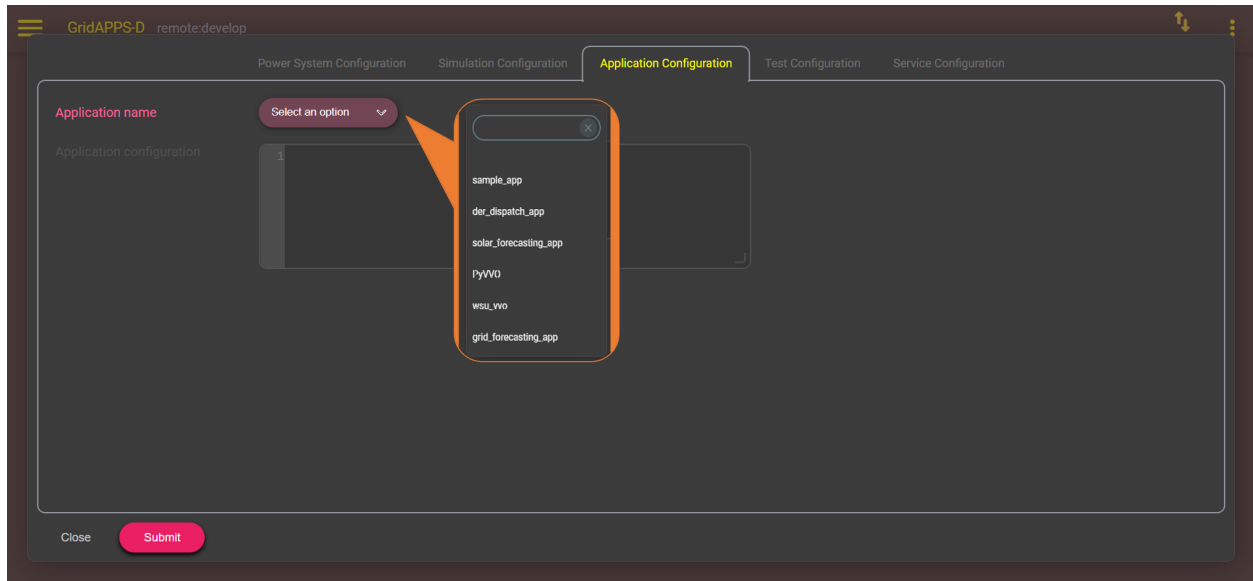 GridAPPS-D remote:develop
Power System Configuration Simulation Configuration Application Configuration Test Configuration Service Configuration
Application name Select an option
Application configuration
1
sample_app
der_dispatch_app
solar_forecasting_app
PyVVO
wsu_vvo
grid_forecasting_app
Close Submit